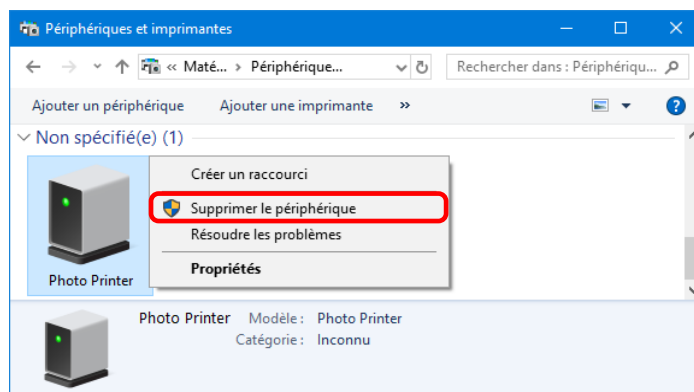 Périphériques et imprimantes
« Maté... › Périphérique...
Rechercher dans : Périphériqu...
Ajouter un périphérique Ajouter une imprimante »
Non spécifié(e) (1)
Créer un raccourci
Supprimer le périphérique
Résoudre les problèmes
Propriétés
Photo Printer
Photo Printer Modèle : Photo Printer
Catégorie : Inconnu